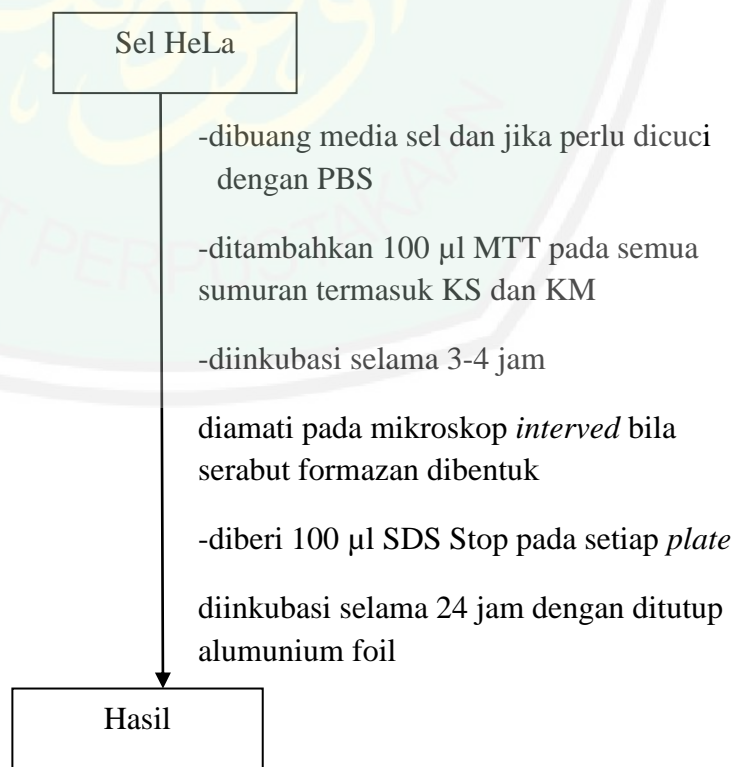 Sel HeLa
-dibuang media sel dan jika perlu dicuci
dengan PBS
-ditambahkan 100 µl MTT pada semua
sumuran termasuk KS dan KM
-diinkubasi selama 3-4 jam
diamati pada mikroskop interved bila
serabut formazan dibentuk
-diberi 100 µl SDS Stop pada setiap plate
diinkubasi selama 24 jam dengan ditutup
alumunium foil
Hasil